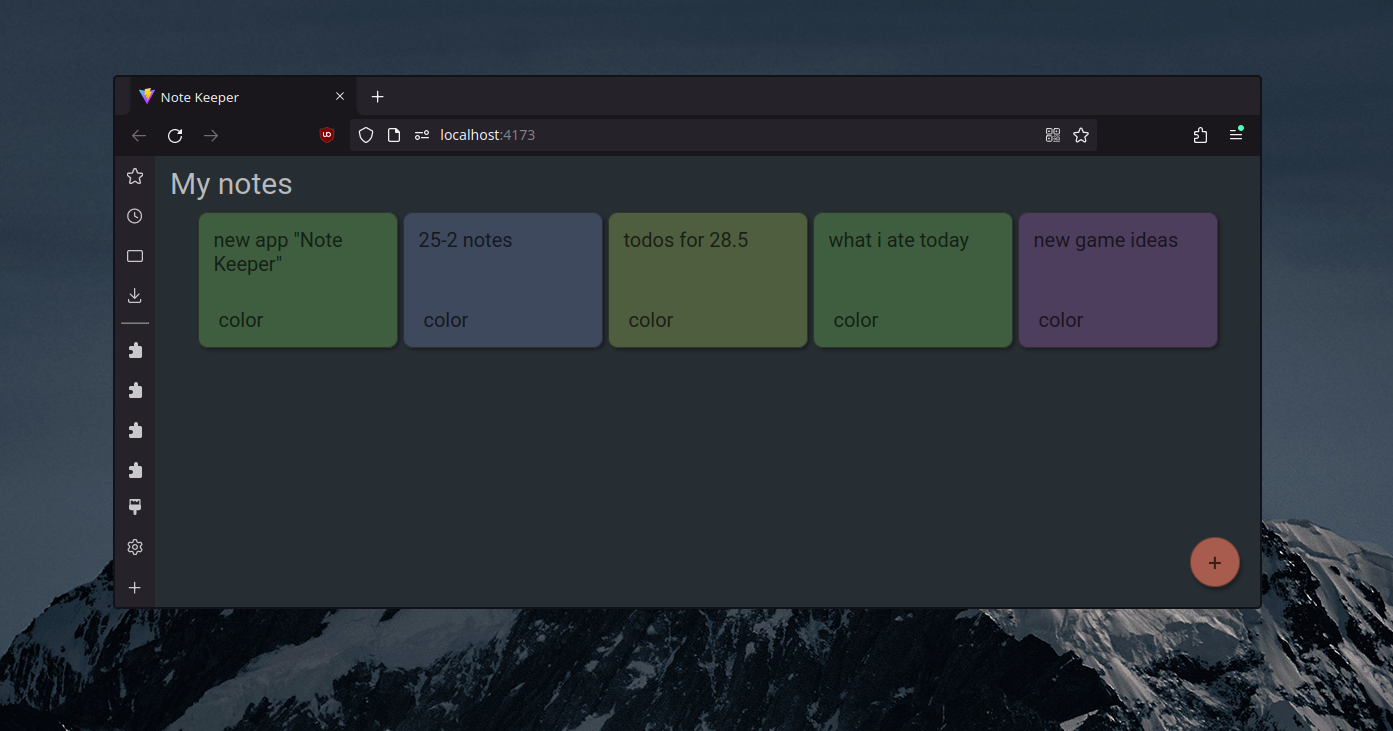 Note Keeper
localhost:4173
My notes
new app "Note
Keeper"
color
25-2 notes
color
todos for 28.5
color
what i ate today
color
new game ideas
color
+